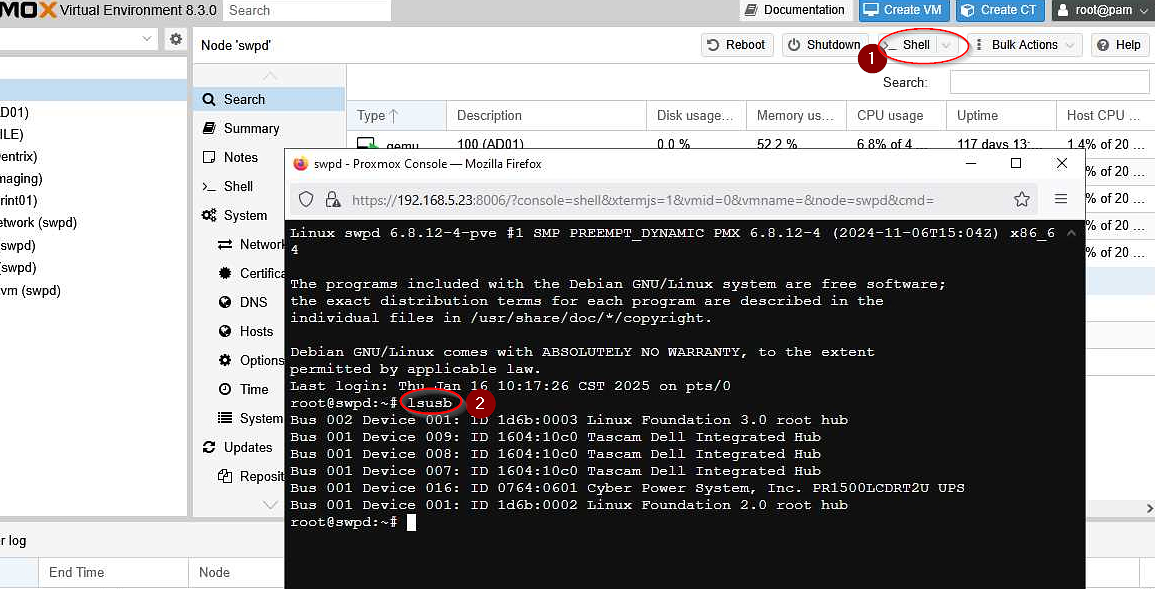 MOX Virtual Environment 8.3.0 Search Documentation Create VM Create CT root@pam
Node 'swpd' Reboot Shutdown >_ Shell Bulk Actions Help
1
Search:
AD01)
ILE)
entrix)
maging)
rint01)
etwork (swpd)
swpd)
swpd)
vm (swpd)
Search
Summary
Notes
>_ Shell
System
Network
Certifica
DNS
Hosts
Options
Time
System
Updates
Reposit
Type Description Disk usage... Memory us... CPU usage Uptime Host CPU ...
qemu 100 (AD01) 0.0 % 52.2 % 6.8% of 4 ... 117 days 13:... 1.4% of 20 ...
% of 20 ...
% of 20 ...
% of 20 ...
% of 20 ...
swpd - Proxmox Console — Mozilla Firefox
https://192.168.5.23:8006/?console=shell&xtermjs=1&vmid=0&vmname=&node=swpd&cmd=
Linux swpd 6.8.12-4-pve #1 SMP PREEMPT_DYNAMIC PMX 6.8.12-4 (2024-11-06T15:04Z) x86_6
4
The programs included with the Debian GNU/Linux system are free software;
the exact distribution terms for each program are described in the
individual files in /usr/share/doc/*/copyright.
Debian GNU/Linux comes with ABSOLUTELY NO WARRANTY, to the extent
permitted by applicable law.
Last login: Thu Jan 16 10:17:26 CST 2025 on pts/0
root@swpd:~# lsusb
2
Bus 002 Device 001: ID 1d6b:0003 Linux Foundation 3.0 root hub
Bus 001 Device 009: ID 1604:10c0 Tascam Dell Integrated Hub
Bus 001 Device 008: ID 1604:10c0 Tascam Dell Integrated Hub
Bus 001 Device 007: ID 1604:10c0 Tascam Dell Integrated Hub
Bus 001 Device 016: ID 0764:0601 Cyber Power System, Inc. PR1500LCDRT2U UPS
Bus 001 Device 001: ID 1d6b:0002 Linux Foundation 2.0 root hub
root@swpd:~#
r log
End Time Node